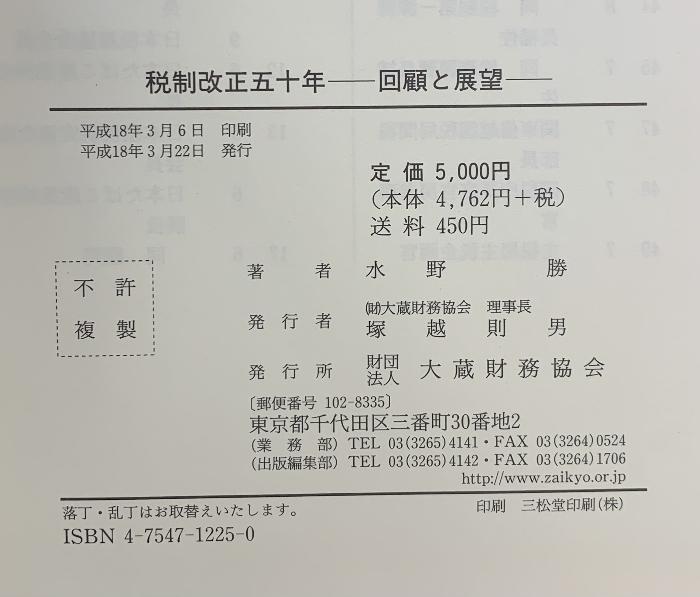 税制改正五十年――回顧と展望――
平成18年3月6日 印刷
平成18年3月22日 発行
定 価 5,000円
(本体 4,762円+税)
送 料 450円
不 許
複 製
著 者 水 野 勝
発 行 者 ㈶大蔵財務協会 理事長
塚 越 則 男
発 行 所 財団法人 大 蔵 財 務 協 会
〔郵便番号 102-8335〕
東京都千代田区三番町30番地2
(業 務 部) TEL 03(3265)4141・FAX 03(3264)0524
(出版編集部) TEL 03(3265)4142・FAX 03(3264)1706
http://www.zaikyo.or.jp
落丁・乱丁はお取替えいたします。
印刷 三松堂印刷(株)
ISBN 4-7547-1225-0